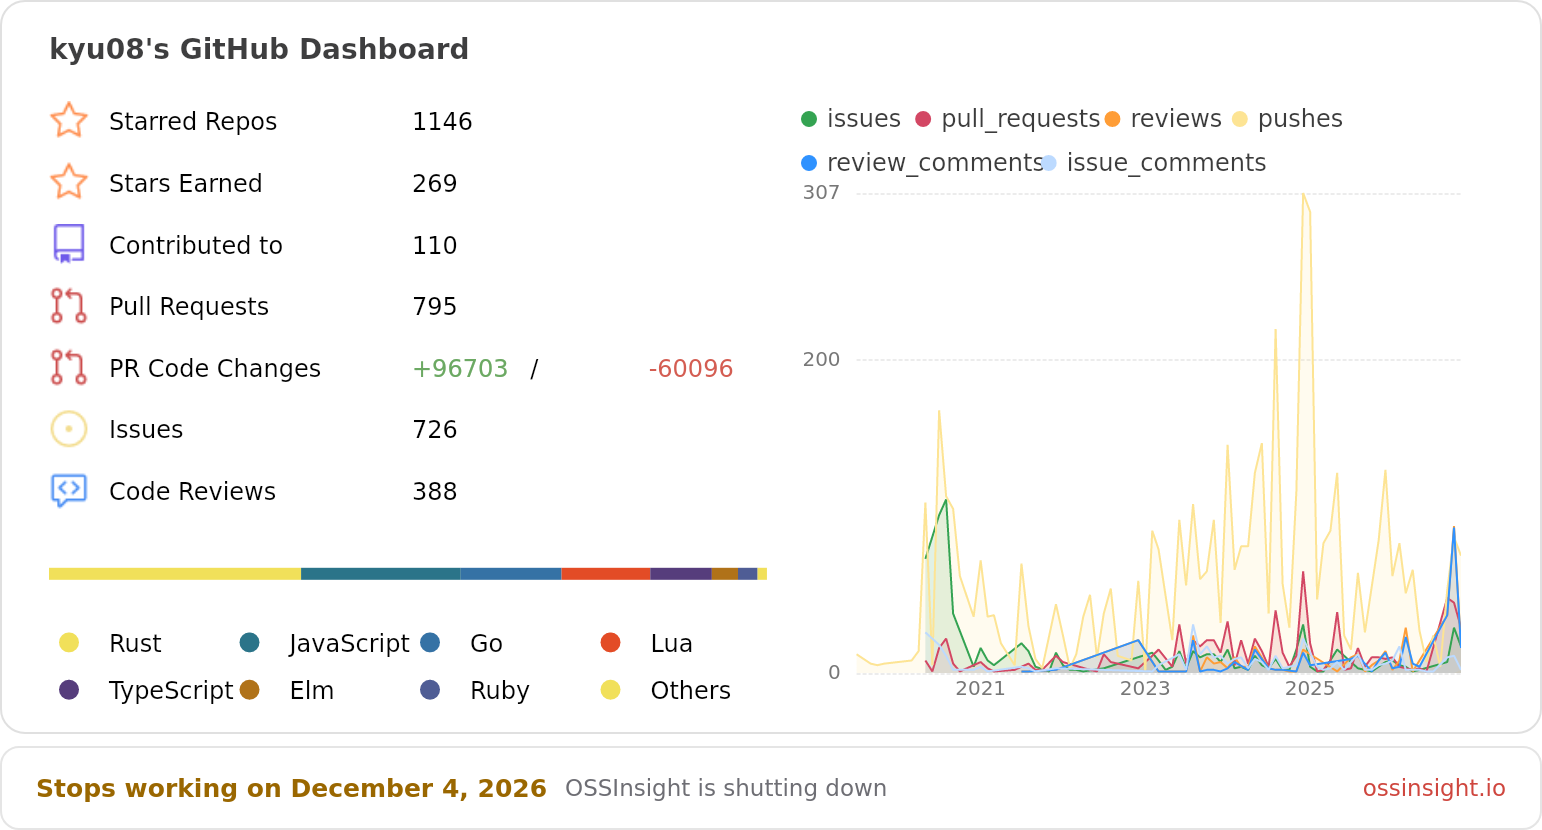 kyu08's GitHub Dashboard
Starred Repos 1146
Stars Earned 269
Contributed to 110
Pull Requests 795
PR Code Changes +96703 / -60096
Issues 726
Code Reviews 388
Rust JavaScript Go Lua
TypeScript Elm Ruby Others
issues pull_requests reviews pushes
review_comments issue_comments
307
200
0
2021 2023 2025
Stops working on December 4, 2026 OSSInsight is shutting down ossinsight.io